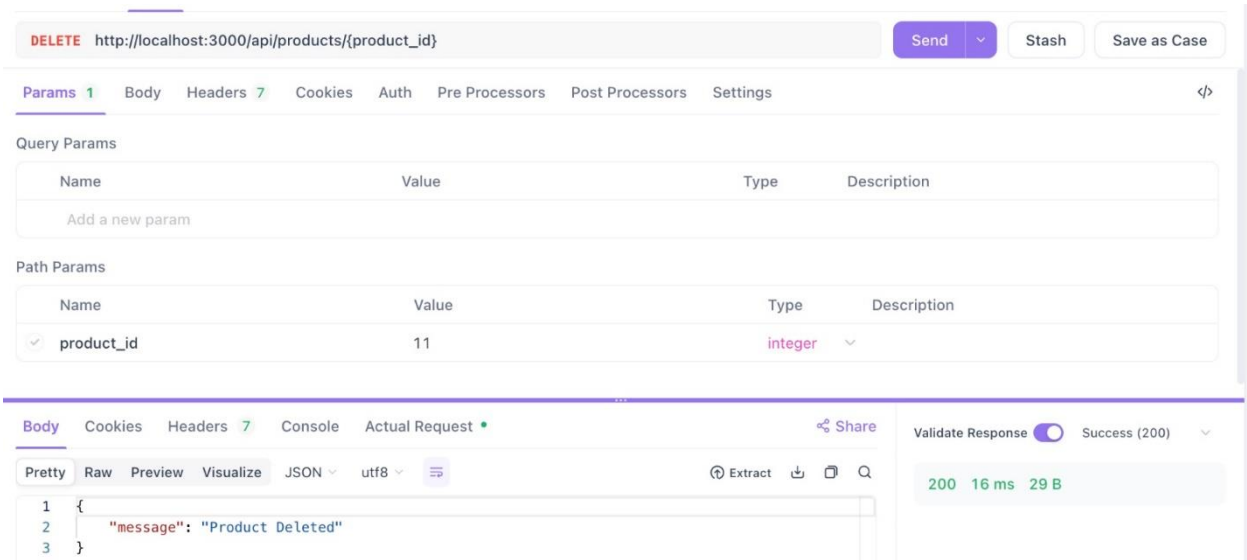 DELETE http://localhost:3000/api/products/{product_id} Send Stash Save as Case
Params 1 Body Headers 7 Cookies Auth Pre Processors Post Processors Settings </>
Query Params
Name Value Type Description
Add a new param
Path Params
Name Value Type Description
product_id 11 integer
Body Cookies Headers 7 Console Actual Request Share Validate Response Success (200)
Pretty Raw Preview Visualize JSON utf8 Extract
200 16 ms 29 B
1 {
2 "message": "Product Deleted"
3 }